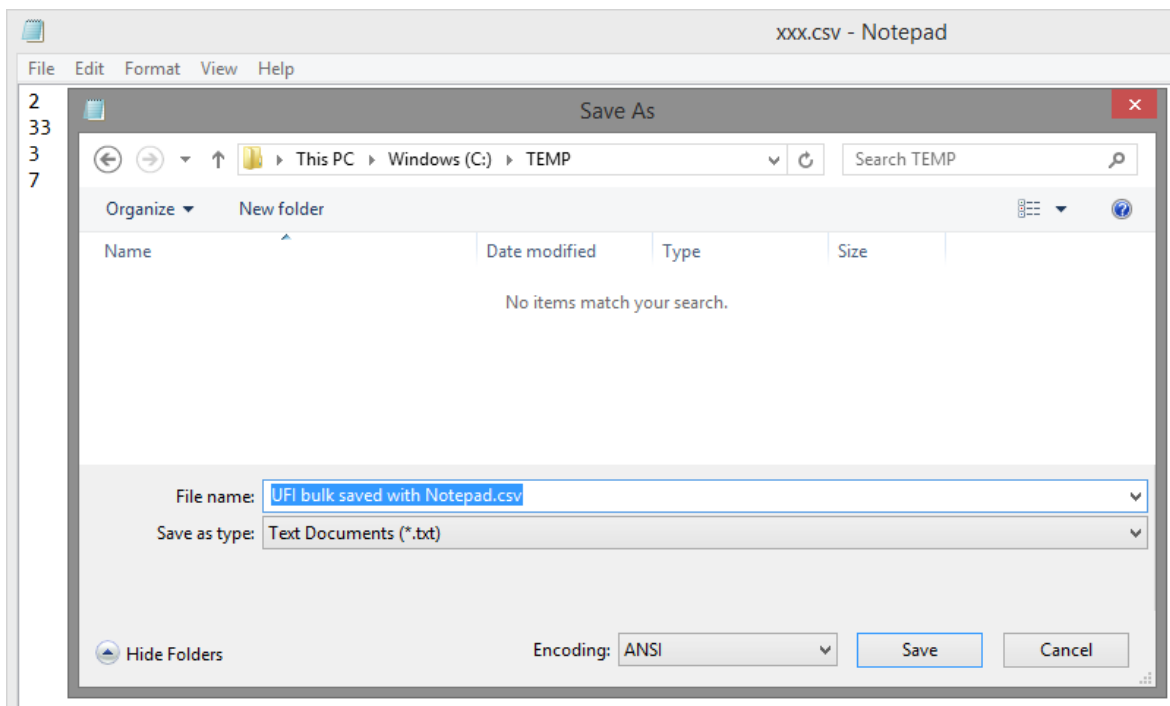 xxx.csv - Notepad
File Edit Format View Help
2
33
3
7
Save As
This PC Windows (C:) TEMP Search TEMP
Organize New folder
Name Date modified Type Size
No items match your search.
File name: UFI bulk saved with Notepad.csv
Save as type: Text Documents (*.txt)
Hide Folders Encoding: ANSI Save Cancel